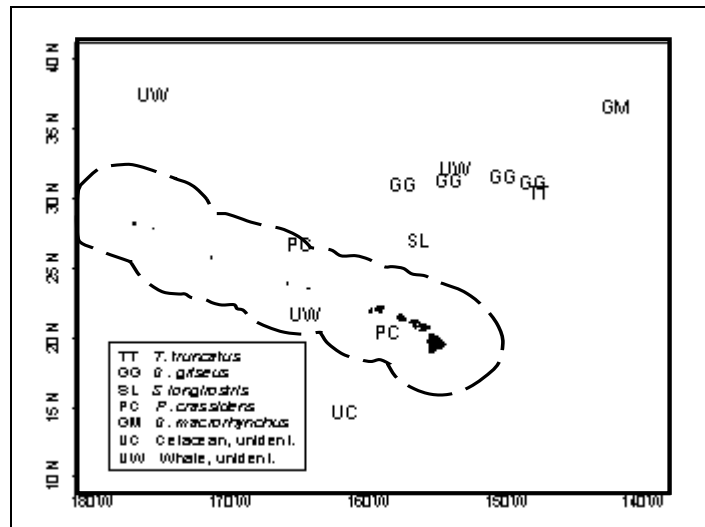 40 N
UW
GM
35 N
UW
GG GG GG GG
TT
30 N
PC SL
25 N
UW
PC
20 N
TT T. truncatus
GG G. griseus
SL S longirostris
PC P. crassidens
GM G. macrorhynchus
UC Cetacean, unident.
UW Whale, unident.
UC
15 N
10 N
180 W 170 W 160 W 150 W 140 W